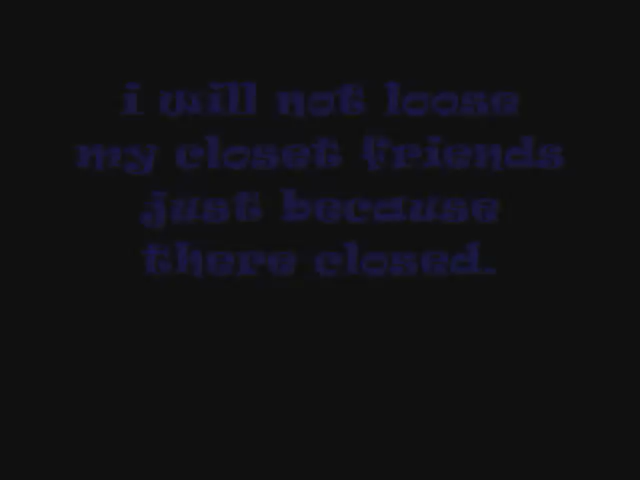 i will not loose
my closet friends
just because
there closed.